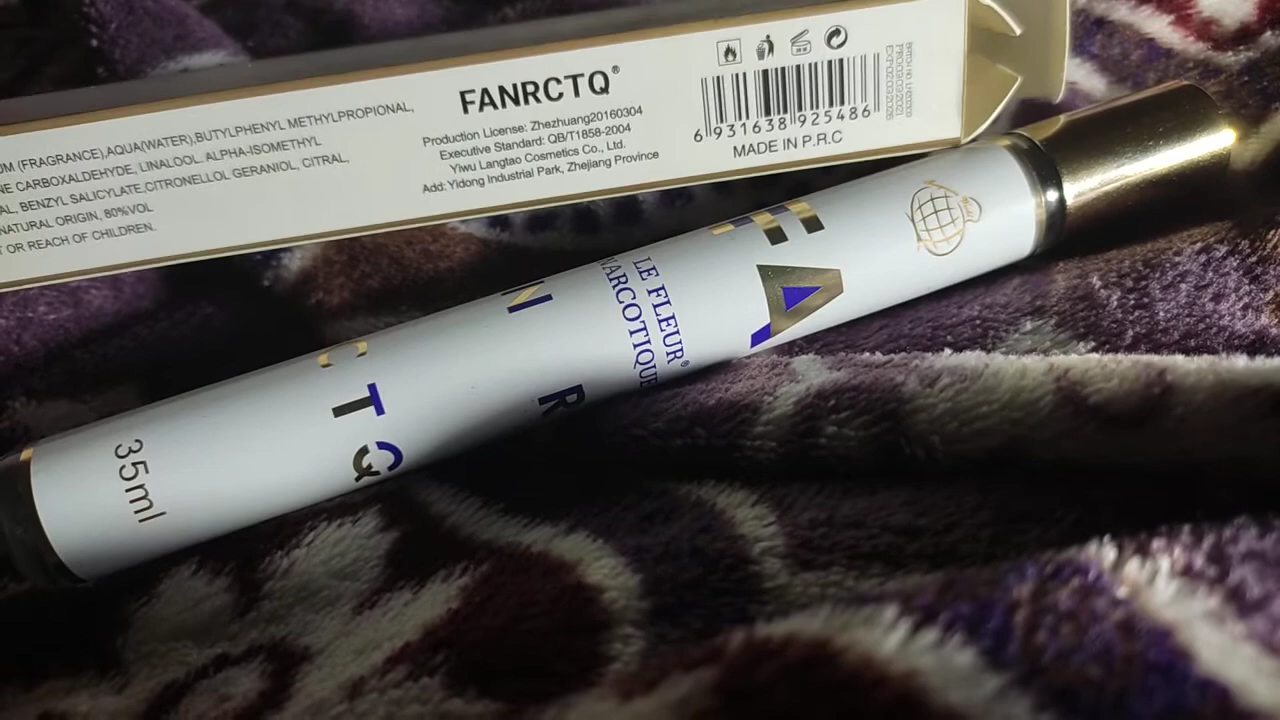 UM (FRAGRANCE),AQUA(WATER),BUTYLPHENYL METHYLPROPIONAL,
NE CARBOXALDEHYDE, LINALOOL, ALPHA-ISOMETHYL
AL, BENZYL SALICYLATE,CITRONELLOL GERANIOL, CITRAL,
NATURAL ORIGIN, 80%VOL
T OR REACH OF CHILDREN.
FANRCTQ®
Production License: Zhezhuang20160304
Executive Standard: QB/T1858-2004
Yiwu Langtao Cosmetics Co., Ltd.
Add: Yidong Industrial Park, Zhejiang Province
6 931638 925486
MADE IN P.R.C
FA
LE FLEUR®
NARCOTIQUE
N
R
C
T
Q
35ml